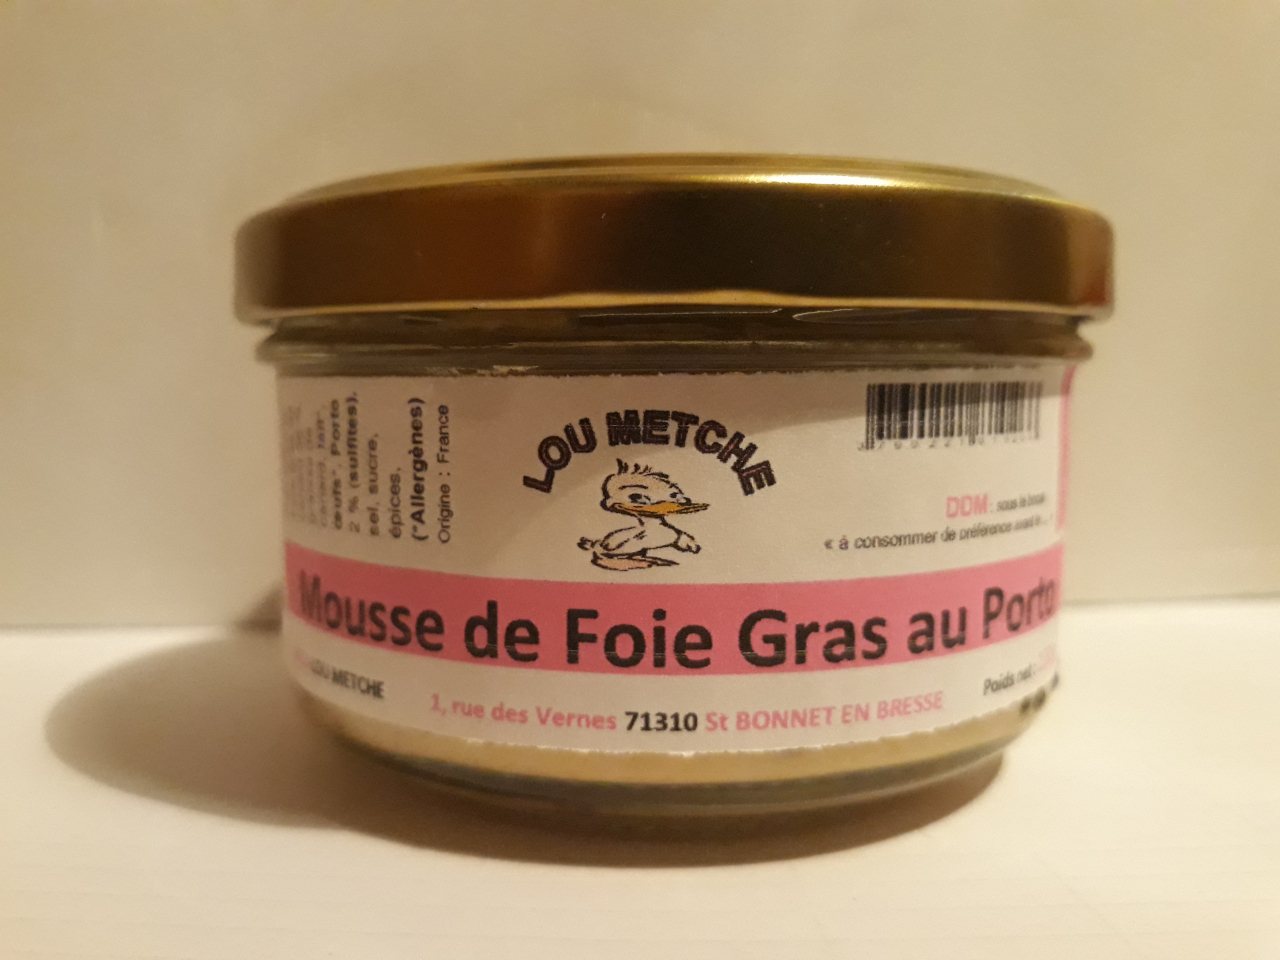 œufs*, Porto
2 % (sulfites),
sel, sucre,
épices.
(*Allergènes)
Origine : France
LOU METCHE
DDM : sous la boite
« à consommer de préférence avant le...
Mousse de Foie Gras au Porto
LOU METCHE
1, rue des Vernes 71310 St BONNET EN BRESSE
Poids net :